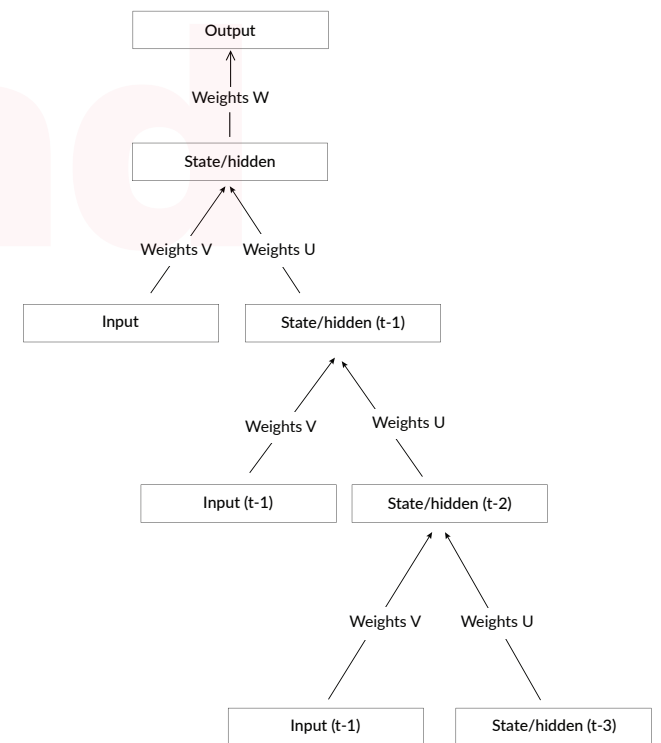 Output
Weights W
State/hidden
Weights V
Weights U
Input
State/hidden (t-1)
Weights V
Weights U
Input (t-1)
State/hidden (t-2)
Weights V
Weights U
Input (t-1)
State/hidden (t-3)
nd